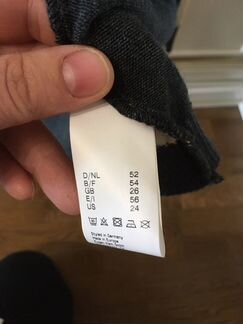 D/NL 52
B/F 54
GB 26
E/I 56
US 24
Styled in Germany
Made in Europe